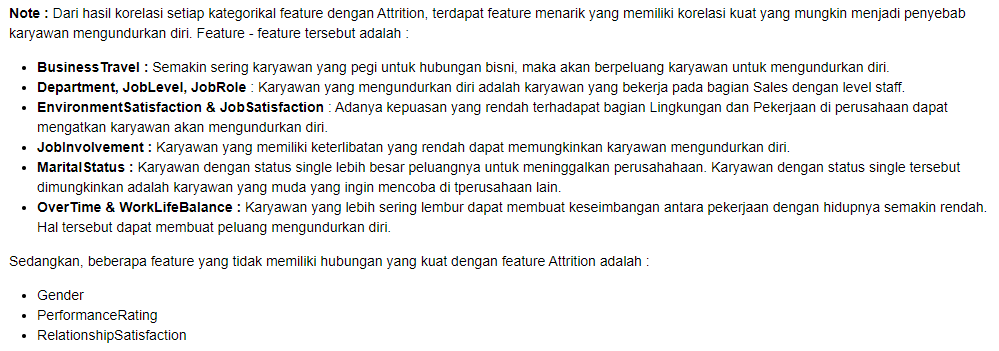 Note : Dari hasil korelasi setiap kategorikal feature dengan Attrition, terdapat feature menarik yang memiliki korelasi kuat yang mungkin menjadi penyebab
karyawan mengundurkan diri. Feature - feature tersebut adalah :
• BusinessTravel : Semakin sering karyawan yang pegi untuk hubungan bisni, maka akan berpeluang karyawan untuk mengundurkan diri.
• Department, JobLevel, JobRole : Karyawan yang mengundurkan diri adalah karyawan yang bekerja pada bagian Sales dengan level staff.
• EnvironmentSatisfaction & JobSatisfaction : Adanya kepuasan yang rendah terhadapat bagian Lingkungan dan Pekerjaan di perusahaan dapat
mengatkan karyawan akan mengundurkan diri.
• JobInvolvement : Karyawan yang memiliki keterlibatan yang rendah dapat memungkinkan karyawan mengundurkan diri.
• MaritalStatus : Karyawan dengan status single lebih besar peluangnya untuk meninggalkan perusahahaan. Karyawan dengan status single tersebut
dimungkinkan adalah karyawan yang muda yang ingin mencoba di tperusahaan lain.
• OverTime & WorkLifeBalance : Karyawan yang lebih sering lembur dapat membuat keseimbangan antara pekerjaan dengan hidupnya semakin rendah.
Hal tersebut dapat membuat peluang mengundurkan diri.
Sedangkan, beberapa feature yang tidak memiliki hubungan yang kuat dengan feature Attrition adalah :
• Gender
• PerformanceRating
• RelationshipSatisfaction